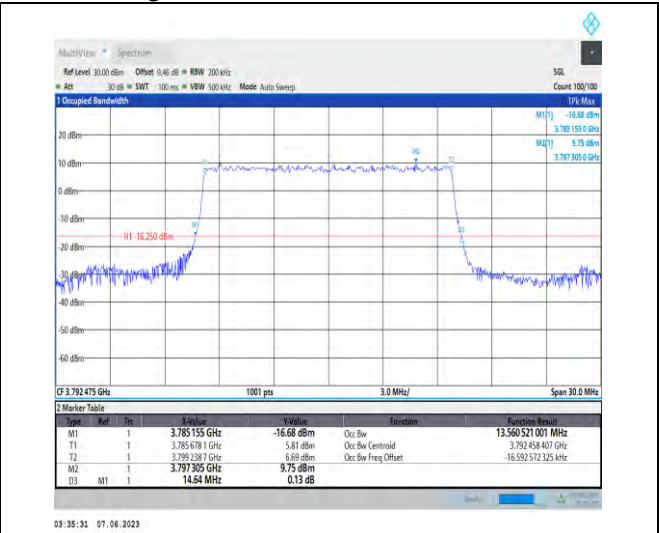 MultiView Spectrum
Ref Level 30.00 dBm Offset 9.46 dB RBW 200 kHz SGL
Att 30 dB SWT 100 ms VBW 500 kHz Mode Auto Sweep Count 100/100
1 Occupied Bandwidth 1Pk Max
M1[1] -16.68 dBm
3.785 155 0 GHz
M2[1] 9.75 dBm
3.797 305 0 GHz
20 dBm
M2
T1 T2
10 dBm
0 dBm
-10 dBm
M1
D3
H1 -16.250 dBm
-20 dBm
-30 dBm
-40 dBm
-50 dBm
-60 dBm
CF 3.792 475 GHz 1001 pts 3.0 MHz/ Span 30.0 MHz
2 Marker Table
Type Ref Trc X-Value Y-Value Function Function Result
M1 1 3.785 155 GHz -16.68 dBm Occ Bw 13.560 521 001 MHz
T1 1 3.785 678 1 GHz 5.81 dBm Occ Bw Centroid 3.792 458 407 GHz
T2 1 3.799 238 7 GHz 6.69 dBm Occ Bw Freq Offset -16.592 572 325 kHz
M2 1 3.797 305 GHz 9.75 dBm
D3 M1 1 14.64 MHz 0.13 dB
03:35:31 07.06.2023